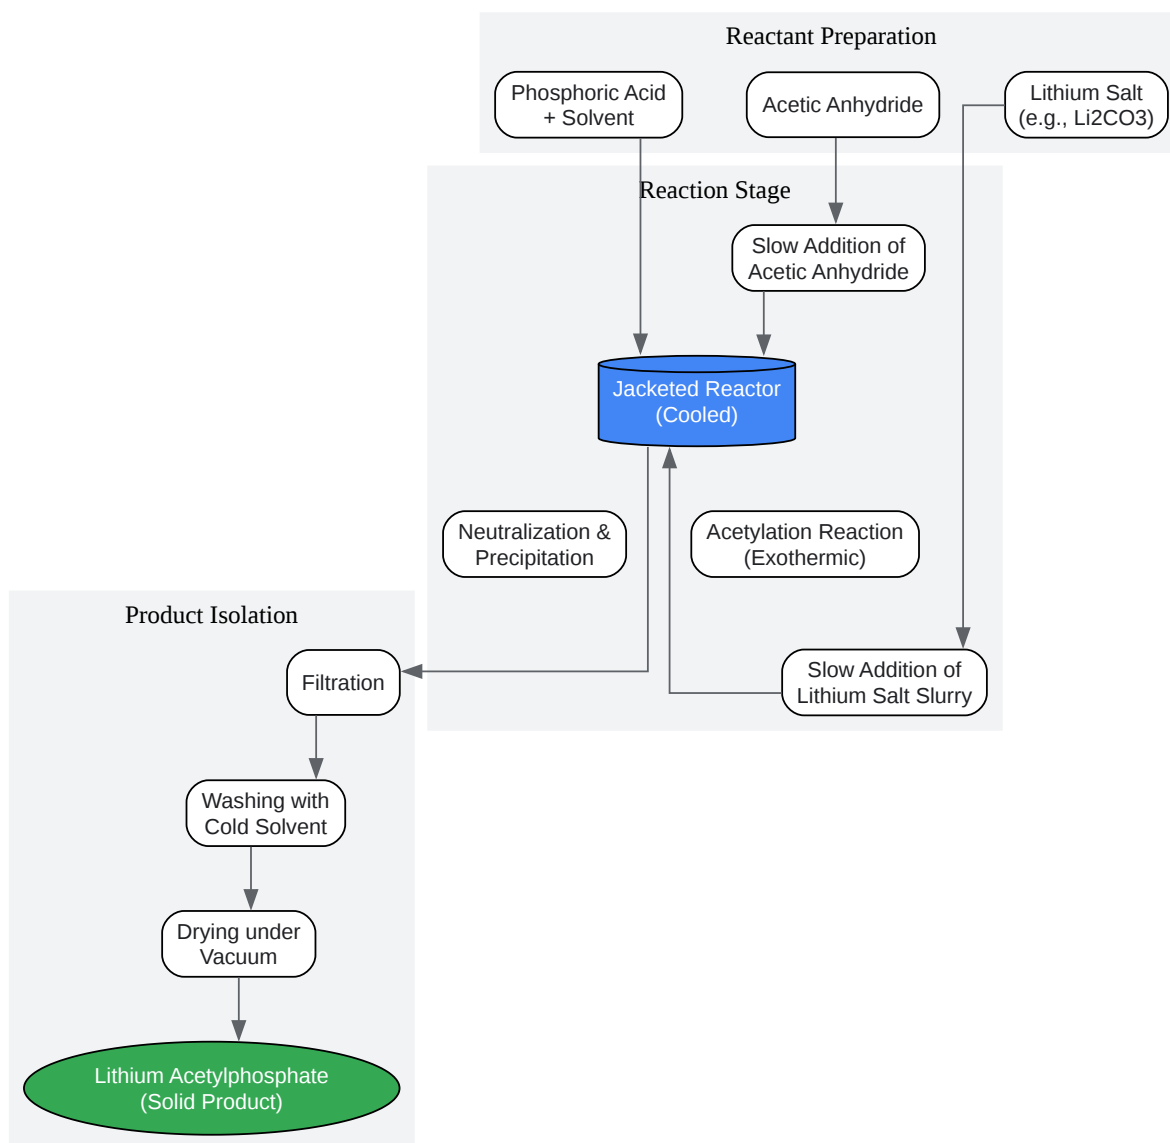 Reactant Preparation
Phosphoric Acid
+ Solvent
Acetic Anhydride
Lithium Salt
(e.g., Li2CO3)
Reaction Stage
Slow Addition of
Acetic Anhydride
Jacketed Reactor
(Cooled)
Neutralization &
Precipitation
Acetylation Reaction
(Exothermic)
Slow Addition of
Lithium Salt Slurry
Product Isolation
Filtration
Washing with
Cold Solvent
Drying under
Vacuum
Lithium Acetylphosphate
(Solid Product)